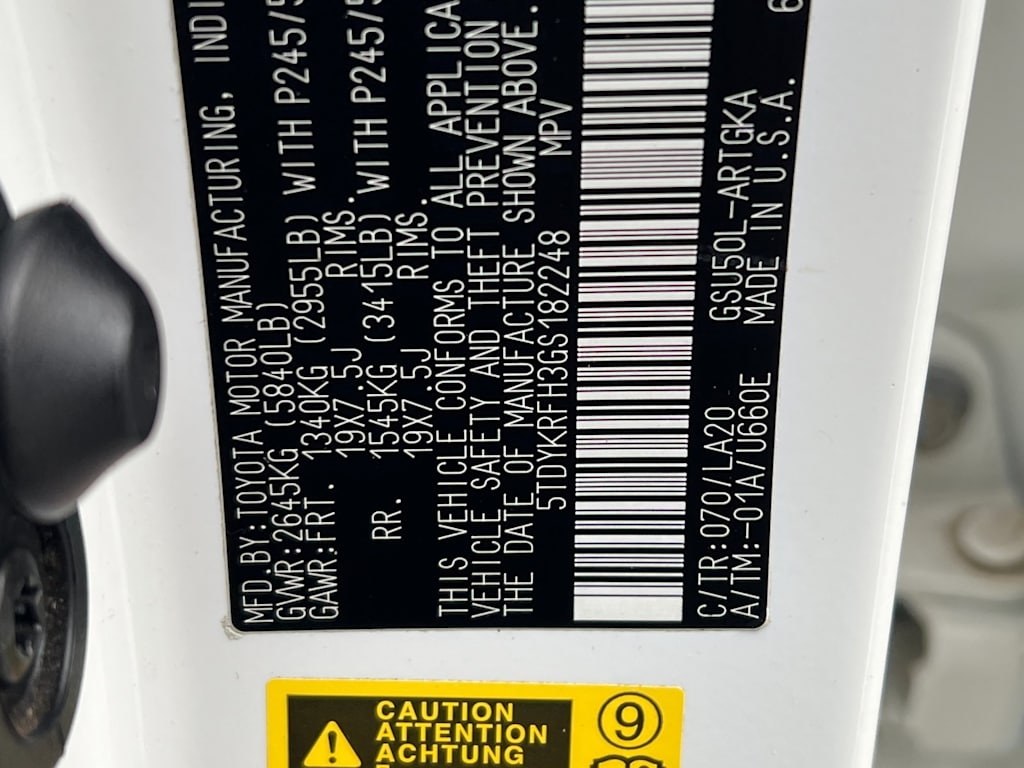 MFD.BY:TOYOTA MOTOR MANUFACTURING, INDI
GVWR:2645KG (5840LB)
GAWR:FRT. 1340KG (2955LB) WITH P245/5
19X7.5J RIMS.
RR. 1545KG (3415LB) WITH P245/5
19X7.5J RIMS.
THIS VEHICLE CONFORMS TO ALL APPLICA
VEHICLE SAFETY AND THEFT PREVENTION
THE DATE OF MANUFACTURE SHOWN ABOVE.
5TDYKRFH3GS182248 MPV
C/TR:070/LA20 GSU50L-ARTGKA
A/TM:-01A/U660E MADE IN U.S.A.
CAUTION
ATTENTION
ACHTUNG
9